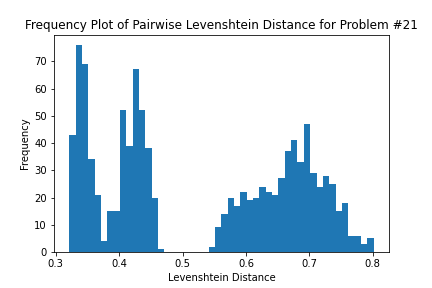 Frequency Plot of Pairwise Levenshtein Distance for Problem #21
Frequency
70
60
50
40
30
20
10
0
0.3 0.4 0.5 0.6 0.7 0.8
Levenshtein Distance